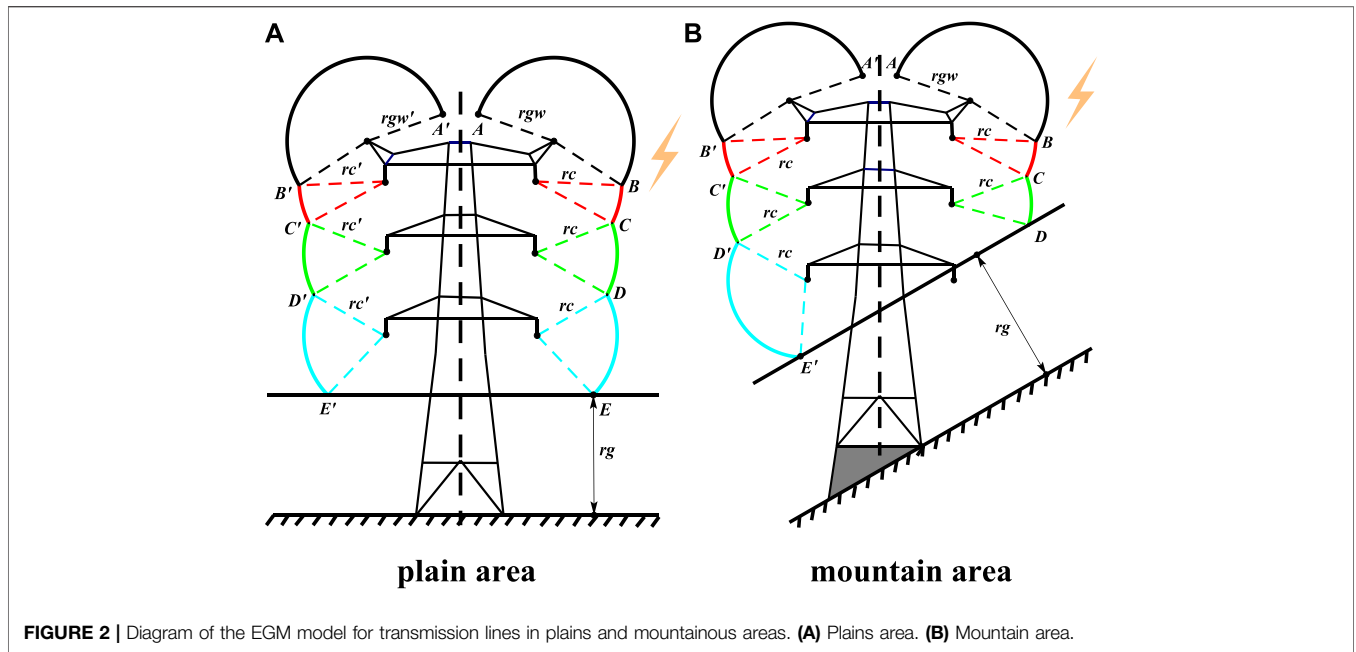 A
B
A'
A
rgw'
rgw
B'
rc'
rc
B
C'
rc'
rc
C
D'
rc'
rc
D
E'
E
rg
plain area
A'
A
rgw
B'
rc
rc
B
C'
rc
rc
C
D'
rc
D
E'
rg
mountain area
FIGURE 2 | Diagram of the EGM model for transmission lines in plains and mountainous areas. (A) Plains area. (B) Mountain area.